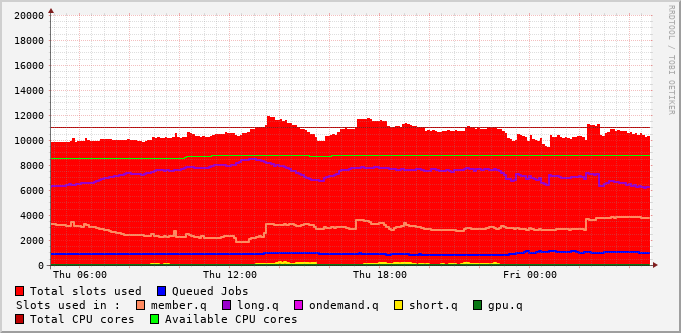 20000
18000
16000
14000
12000
10000
8000
6000
4000
2000
0
Thu 06:00 Thu 12:00 Thu 18:00 Fri 00:00
RRDTOOL / TOBI OETIKER
Total slots used Queued Jobs
Slots used in : member.q long.q ondemand.q short.q gpu.q
Total CPU cores Available CPU cores